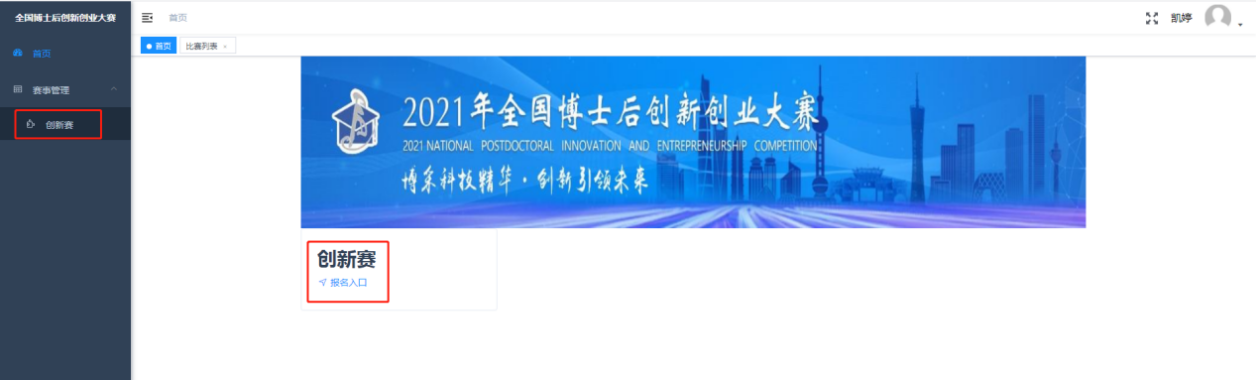 全国博士后创新创业大赛
首页
凯婷
首页
首页
比赛列表 ×
赛事管理
创新赛
2021年全国博士后创新创业大赛
2021 NATIONAL POSTDOCTORAL INNOVATION AND ENTREPRENEURSHIP COMPETITION
博采科技精华·创新引领未来
创新赛
报名入口